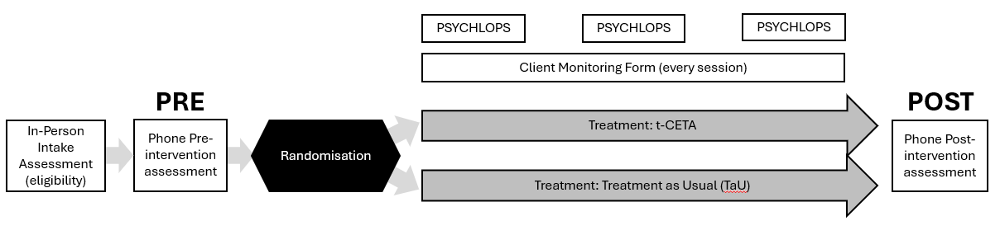 PSYCHLOPS
PSYCHLOPS
PSYCHLOPS
Client Monitoring Form (every session)
PRE
POST
In-Person
Intake
Assessment
(eligibility)
Phone Pre-
intervention
assessment
Randomisation
Treatment: t-CETA
Treatment: Treatment as Usual (TaU)
Phone Post-
intervention
assessment